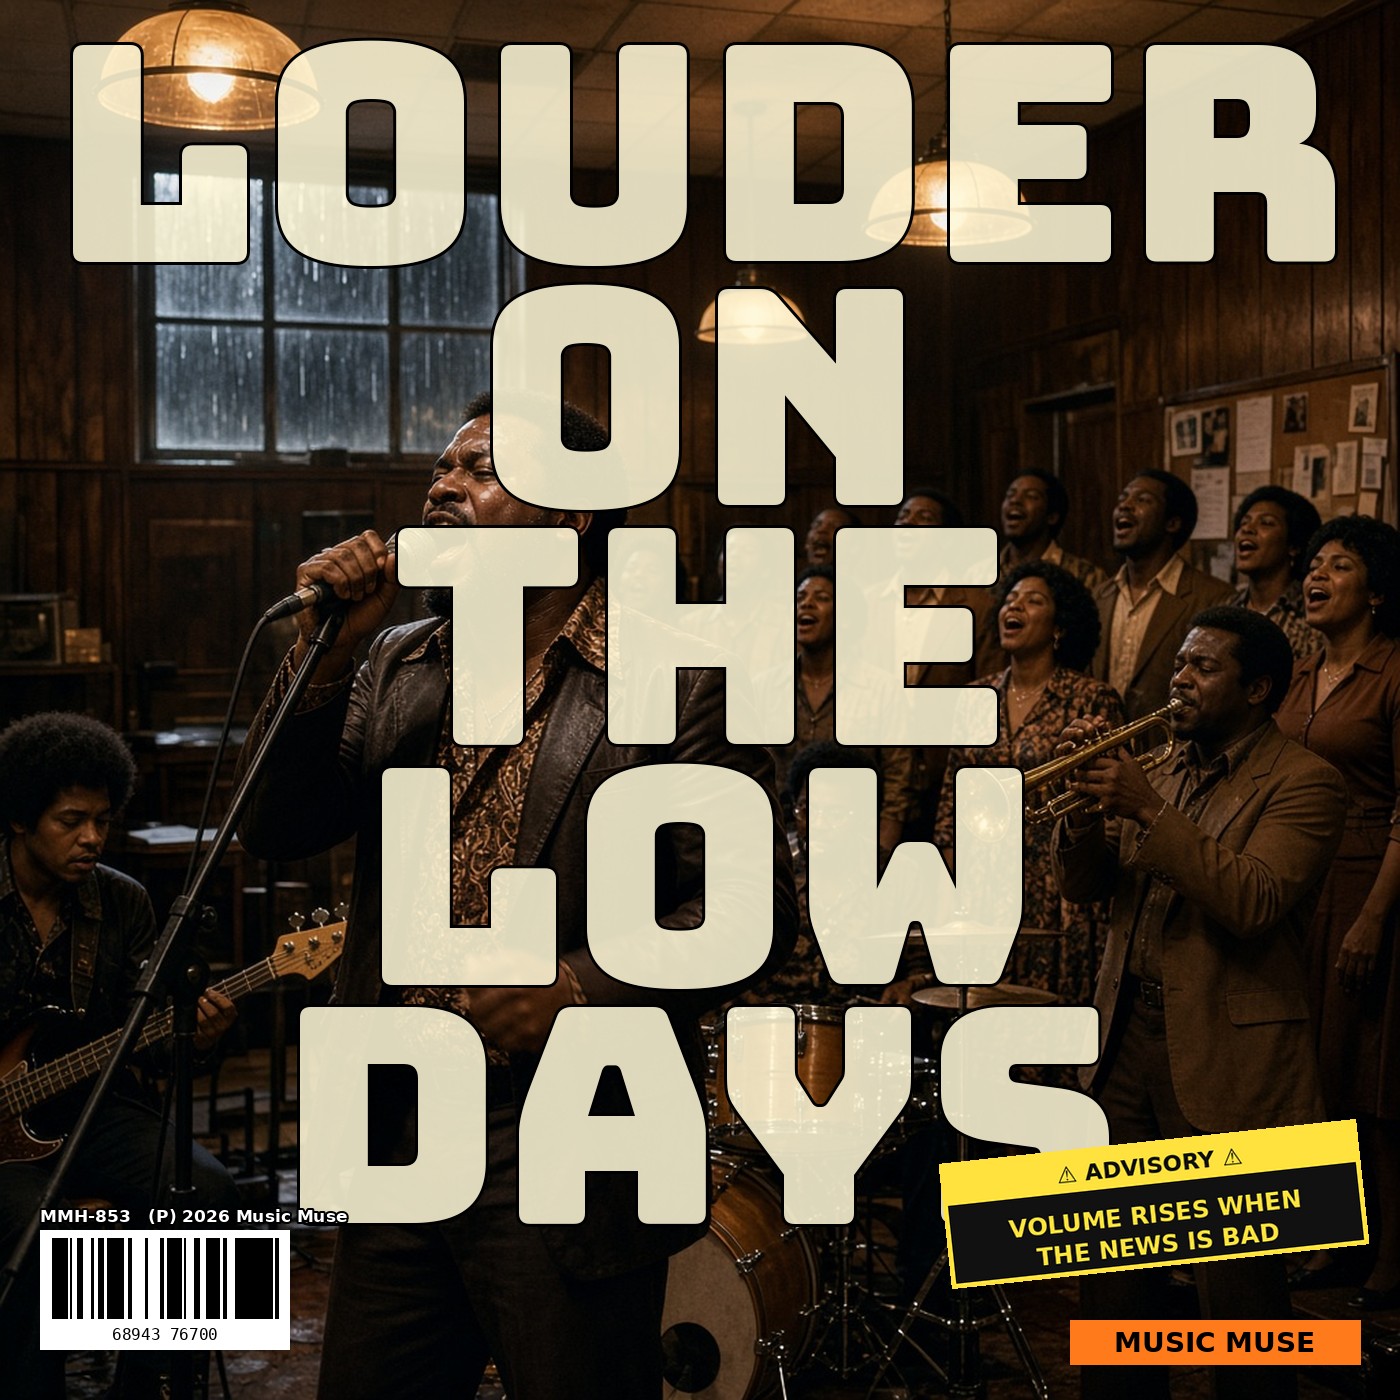 LOUDER
ON
THE
LOW
DAYS
⚠ ADVISORY ⚠
VOLUME RISES WHEN
THE NEWS IS BAD
MMH-853 (P) 2026 Music Muse
68943 76700
MUSIC MUSE